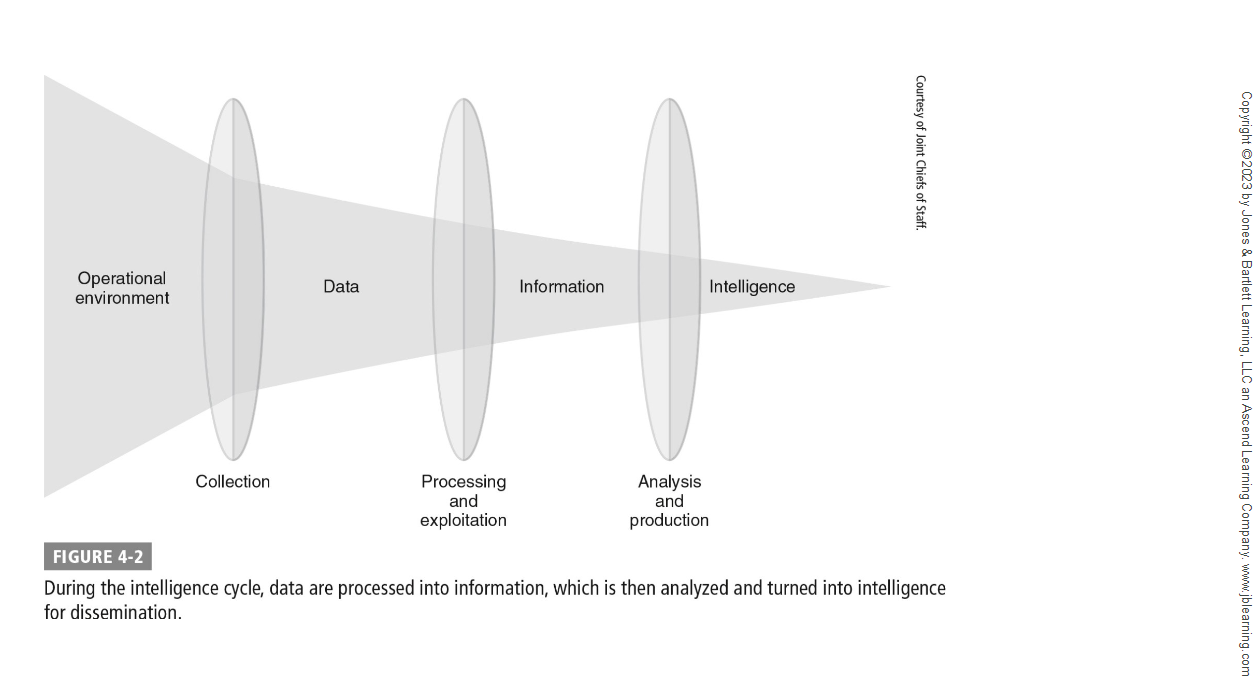 Operational
environment
Data
Information
Intelligence
Collection
Processing
and
exploitation
Analysis
and
production
Courtesy of Joint Chiefs of Staff.
FIGURE 4-2
During the intelligence cycle, data are processed into information, which is then analyzed and turned into intelligence
for dissemination.
Copyright ©2023 by Jones & Bartlett Learning, LLC an Ascend Learning Company. www.jblearning.com